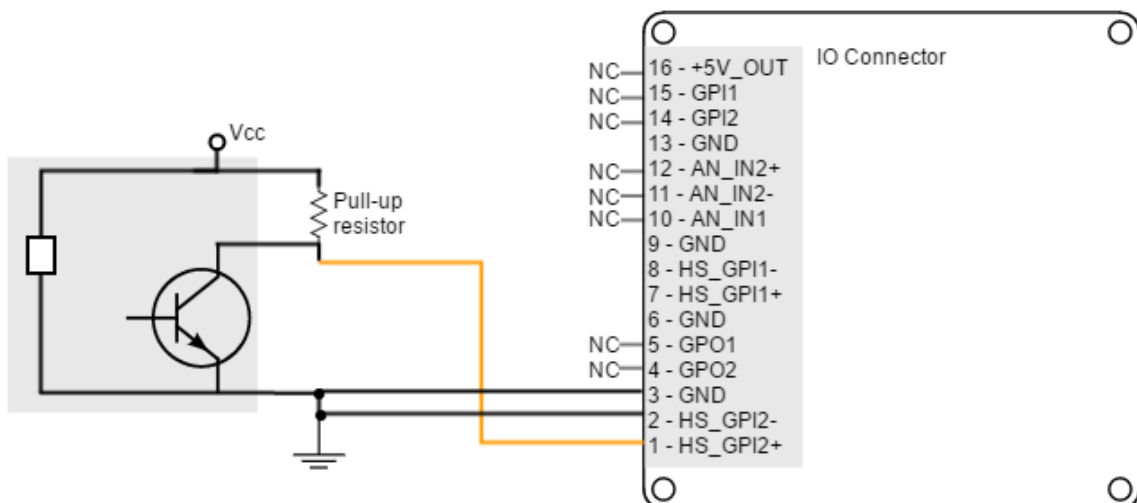 IO Connector
NC 16 - +5V_OUT
NC 15 - GPI1
NC 14 - GPI2
13 - GND
NC 12 - AN_IN2+
NC 11 - AN_IN2-
NC 10 - AN_IN1
9 - GND
8 - HS_GPI1-
7 - HS_GPI1+
6 - GND
NC 5 - GPO1
NC 4 - GPO2
3 - GND
2 - HS_GPI2-
1 - HS_GPI2+
Vcc
Pull-up
resistor